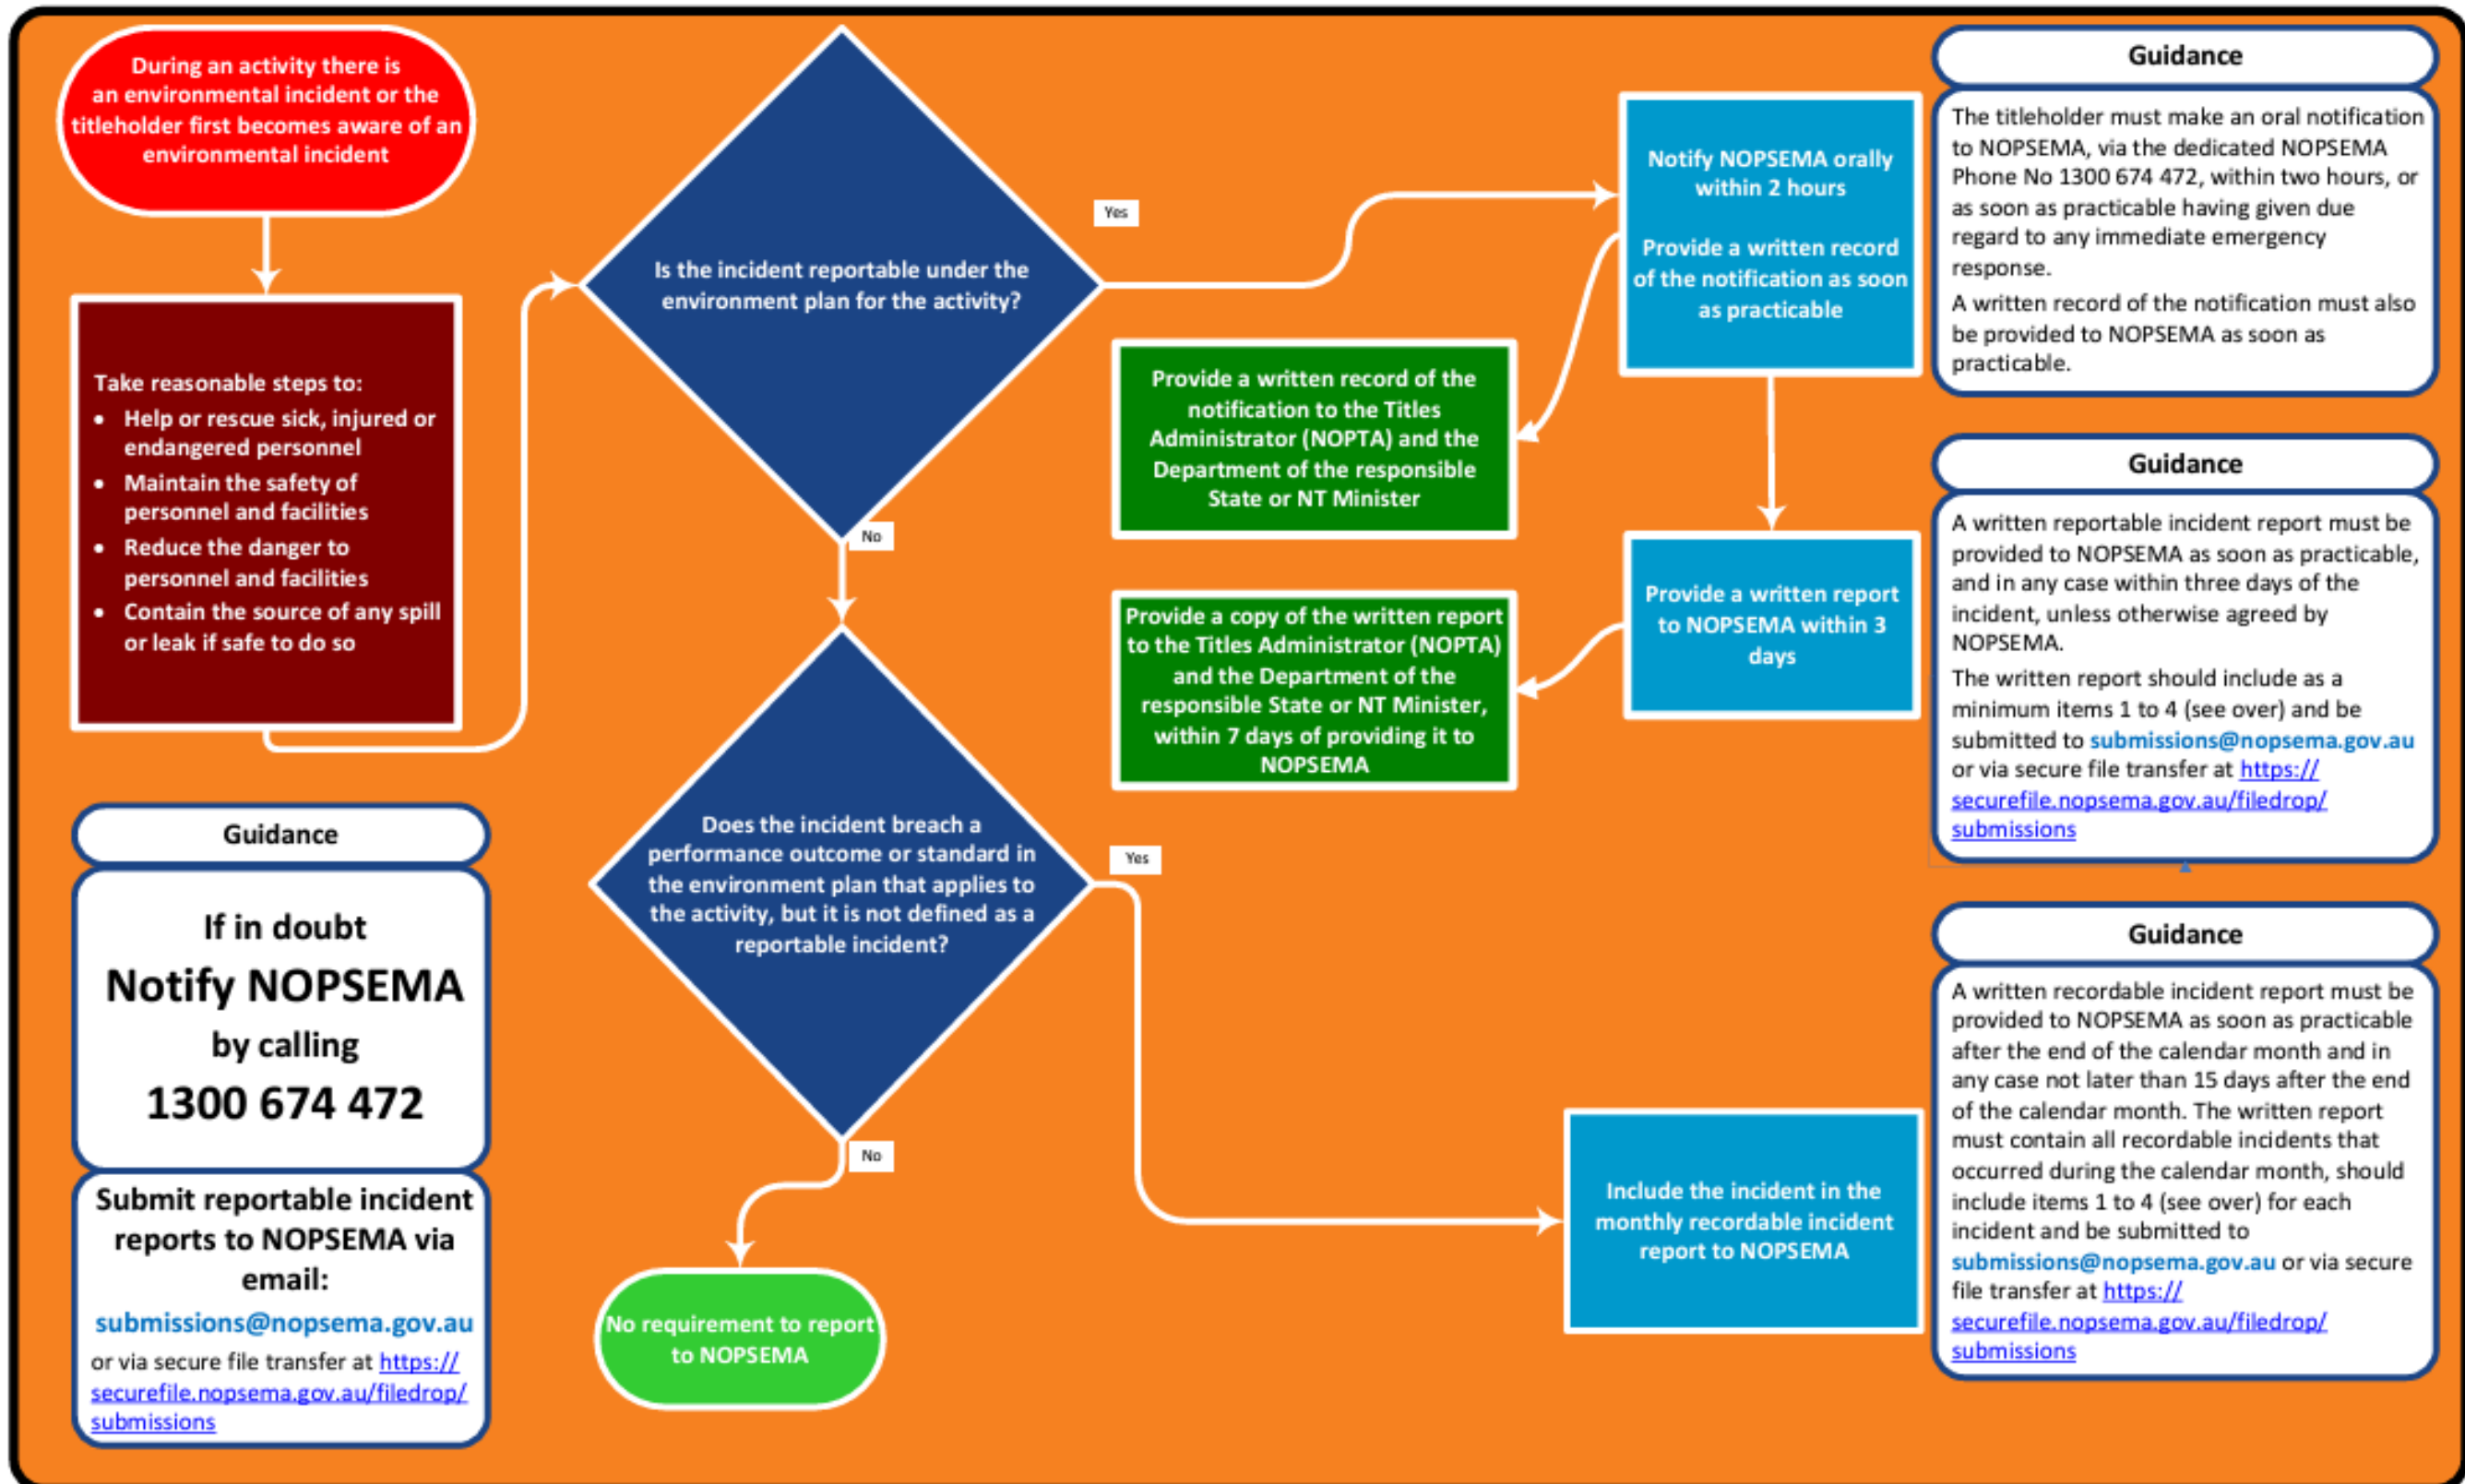 During an activity there is
an environmental incident or the
titleholder first becomes aware of an
environmental incident
Take reasonable steps to:
• Help or rescue sick, injured or
endangered personnel
• Maintain the safety of
personnel and facilities
• Reduce the danger to
personnel and facilities
• Contain the source of any spill
or leak if safe to do so
Is the incident reportable under the
environment plan for the activity?
Yes
No
Notify NOPSEMA orally
within 2 hours
Provide a written record
of the notification as soon
as practicable
Provide a written record of the
notification to the Titles
Administrator (NOPTA) and the
Department of the responsible
State or NT Minister
Provide a written report
to NOPSEMA within 3
days
Provide a copy of the written report
to the Titles Administrator (NOPTA)
and the Department of the
responsible State or NT Minister,
within 7 days of providing it to
NOPSEMA
Does the incident breach a
performance outcome or standard in
the environment plan that applies to
the activity, but it is not defined as a
reportable incident?
Yes
No
Include the incident in the
monthly recordable incident
report to NOPSEMA
No requirement to report
to NOPSEMA
Guidance
If in doubt
Notify NOPSEMA
by calling
1300 674 472
Submit reportable incident
reports to NOPSEMA via
email:
submissions@nopsema.gov.au
or via secure file transfer at https://
securefile.nopsema.gov.au/filedrop/
submissions
Guidance
The titleholder must make an oral notification
to NOPSEMA, via the dedicated NOPSEMA
Phone No 1300 674 472, within two hours, or
as soon as practicable having given due
regard to any immediate emergency
response.
A written record of the notification must also
be provided to NOPSEMA as soon as
practicable.
Guidance
A written reportable incident report must be
provided to NOPSEMA as soon as practicable,
and in any case within three days of the
incident, unless otherwise agreed by
NOPSEMA.
The written report should include as a
minimum items 1 to 4 (see over) and be
submitted to submissions@nopsema.gov.au
or via secure file transfer at https://
securefile.nopsema.gov.au/filedrop/
submissions
Guidance
A written recordable incident report must be
provided to NOPSEMA as soon as practicable
after the end of the calendar month and in
any case not later than 15 days after the end
of the calendar month. The written report
must contain all recordable incidents that
occurred during the calendar month, should
include items 1 to 4 (see over) for each
incident and be submitted to
submissions@nopsema.gov.au or via secure
file transfer at https://
securefile.nopsema.gov.au/filedrop/
submissions